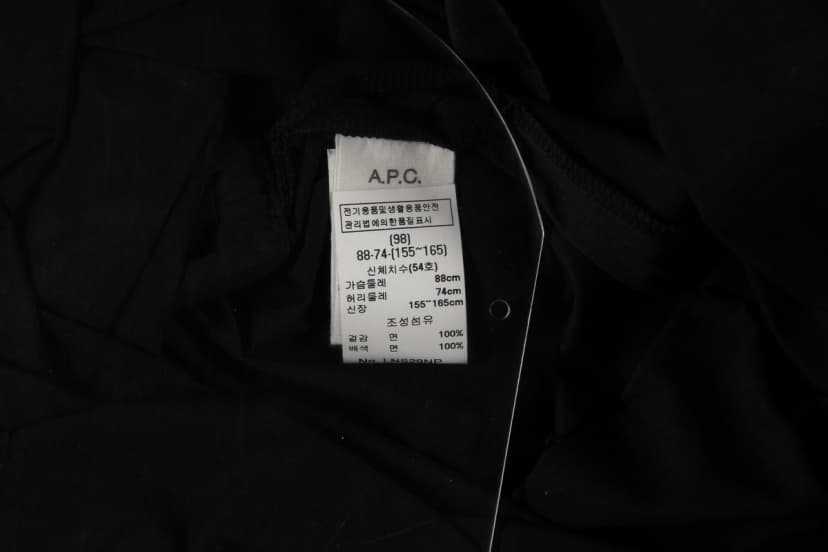 A.P.C.
전기용품및생활용품안전
관리법에의한품질표시
(98)
88-74-(155~165)
신체치수(54호)
가슴둘레 88cm
허리둘레 74cm
신장 155~165cm
조성섬유
겉감 면 100%
배색 면 100%
No.